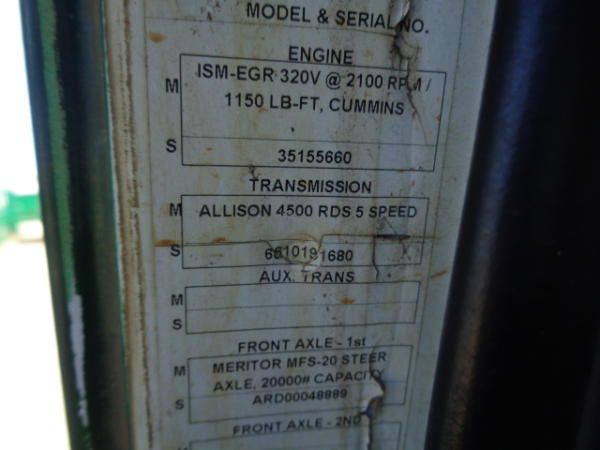 MODEL & SERIAL NO.
ENGINE
M ISM-EGR 320V @ 2100 RPM /
1150 LB-FT, CUMMINS
S 35155660
TRANSMISSION
M ALLISON 4500 RDS 5 SPEED
S 6610191680
AUX. TRANS
M
S
FRONT AXLE - 1st
M MERITOR MFS-20 STEER
AXLE, 20000# CAPACITY
S ARD00048889
FRONT AXLE - 2ND